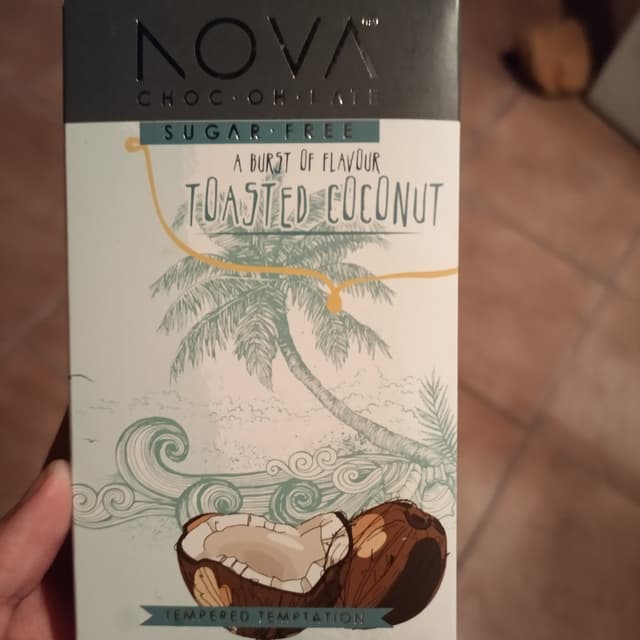 NOVA
CHOC·OH·LATE
SUGAR·FREE
A BURST OF FLAVOUR
TOASTED COCONUT
TEMPERED TEMPTATION